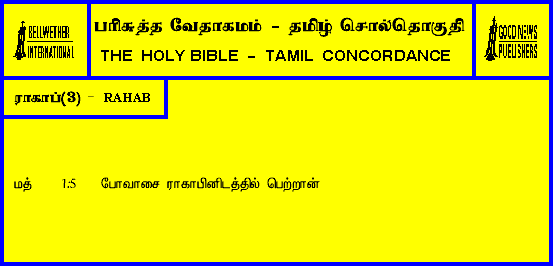 BELLWETHER
INTERNATIONAL
பரிசுத்த வேதாகமம் - தமிழ் சொல்தொகுதி
THE HOLY BIBLE - TAMIL CONCORDANCE
GOOD NEWS
PUBLISHERS
ராகாப்(3) - RAHAB
மத் 1:5 போவாசை ராகாபினிடத்தில் பெற்றான்